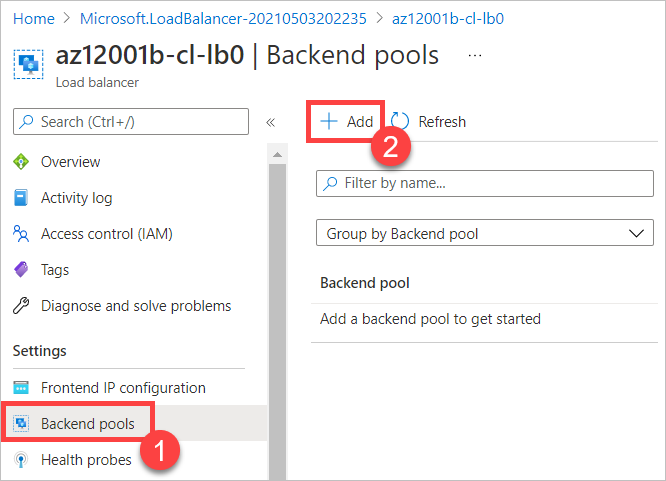 Home > Microsoft.LoadBalancer-20210503202235 > az12001b-cl-lb0
az12001b-cl-lb0 | Backend pools ...
Load balancer
Search (Ctrl+/) «
Overview
Activity log
Access control (IAM)
Tags
Diagnose and solve problems
Settings
Frontend IP configuration
Backend pools
1
Health probes
+ Add Refresh
2
Filter by name...
Group by Backend pool
Backend pool
Add a backend pool to get started